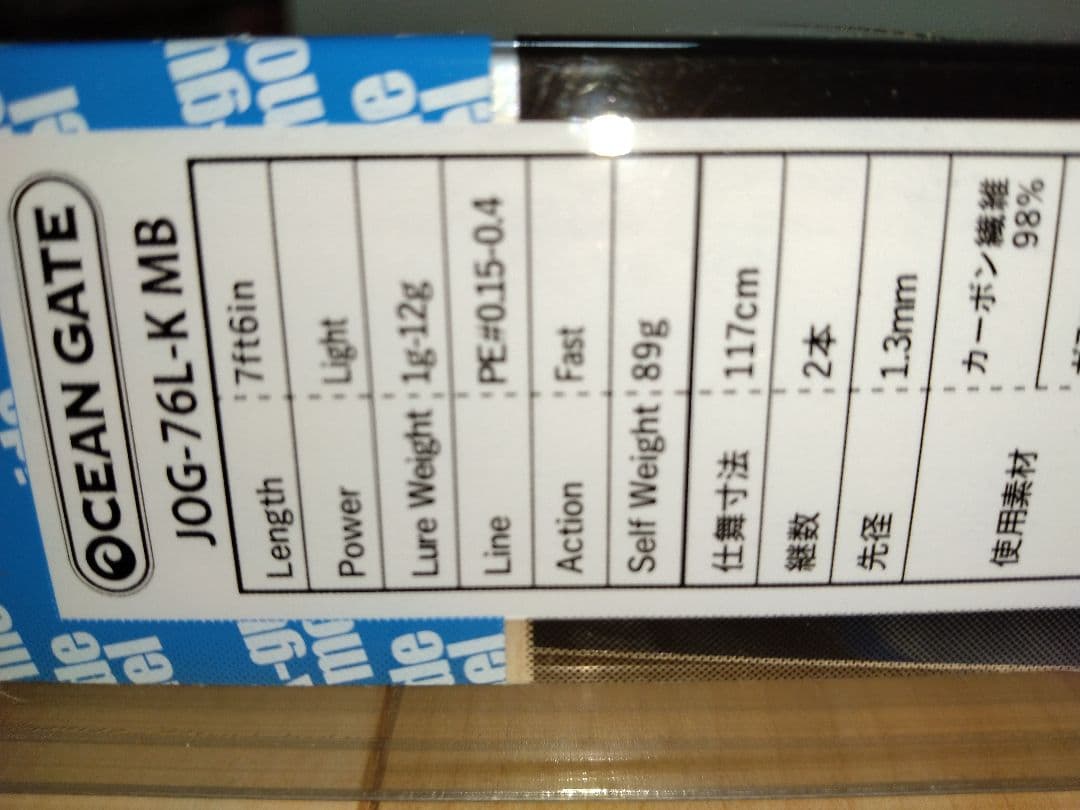 OCEAN GATE
JOG-76L-K MB
Length 7ft6in
Power Light
Lure Weight 1g-12g
Line PE#0.15-0.4
Action Fast
Self Weight 89g
仕舞寸法 117cm
継数 2本
先径 1.3mm
使用素材 カーボン繊維
98%